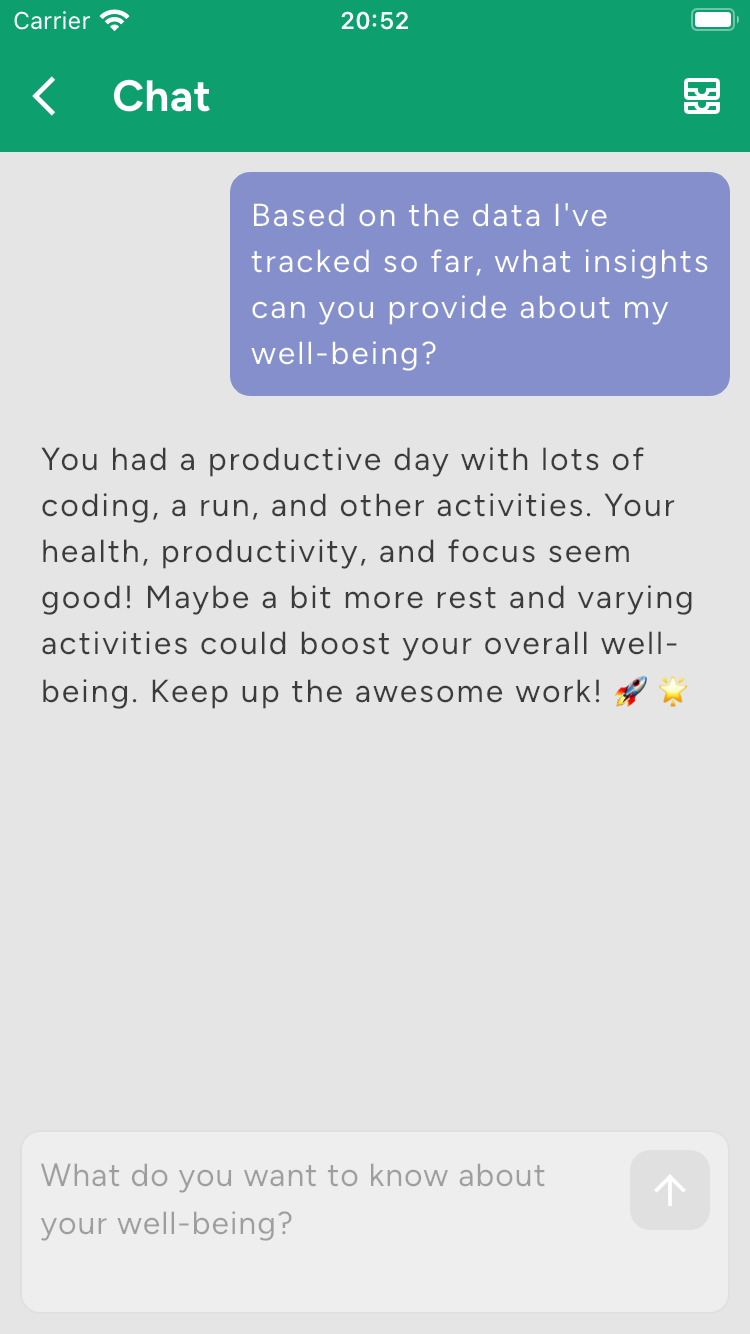 Carrier 20:52
Chat
Based on the data I've
tracked so far, what insights
can you provide about my
well-being?
You had a productive day with lots of
coding, a run, and other activities. Your
health, productivity, and focus seem
good! Maybe a bit more rest and varying
activities could boost your overall well-
being. Keep up the awesome work! 🚀 🌟
What do you want to know about
your well-being?